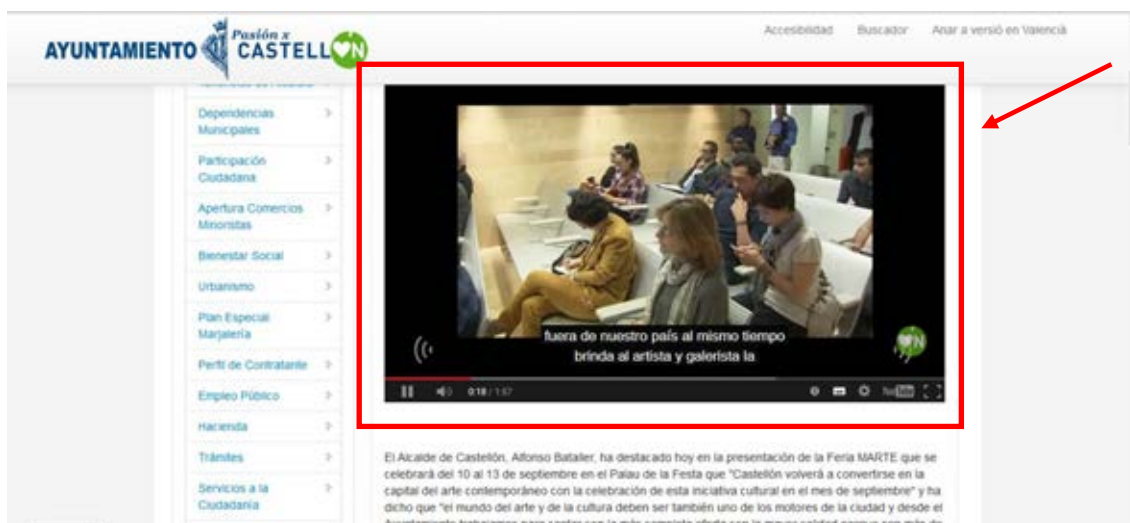 AYUNTAMIENTO
Pasión x
CASTELLON
Accesibilidad Buscador Anar a versió en Valencià
Dependencias
Municipales
Participación
Ciudadana
Apertura Comercios
Minoristas
Bienestar Social
Urbanismo
Plan Especial
Marjalería
Perfil de Contratante
Empleo Público
Hacienda
Trámites
Servicios a la
Ciudadanía
fuera de nuestro país al mismo tiempo
brinda al artista y galerista la
ON
0:18 / 1:07
YouTube
El Alcalde de Castellón, Alfonso Bataller, ha destacado hoy en la presentación de la Feria MARTE que se
celebrará del 10 al 13 de septiembre en el Palau de la Festa que "Castellón volverá a convertirse en la
capital del arte contemporáneo con la celebración de esta iniciativa cultural en el mes de septiembre" y ha
dicho que "el mundo del arte y de la cultura deben ser también uno de los motores de la ciudad y desde el